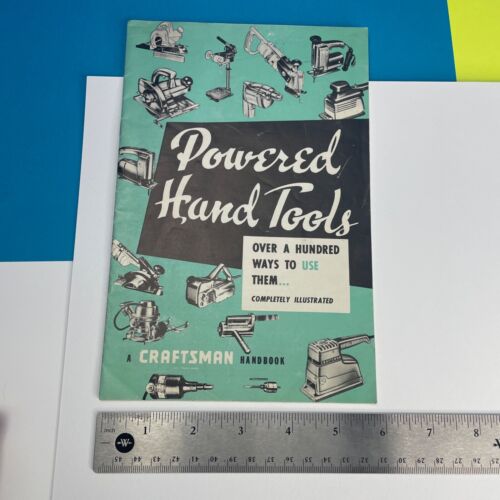 Powered
Hand Tools
OVER A HUNDRED
WAYS TO USE
THEM...
COMPLETELY ILLUSTRATED
A CRAFTSMAN HANDBOOK
inch 1 2 3 4 5 6 7 8
W